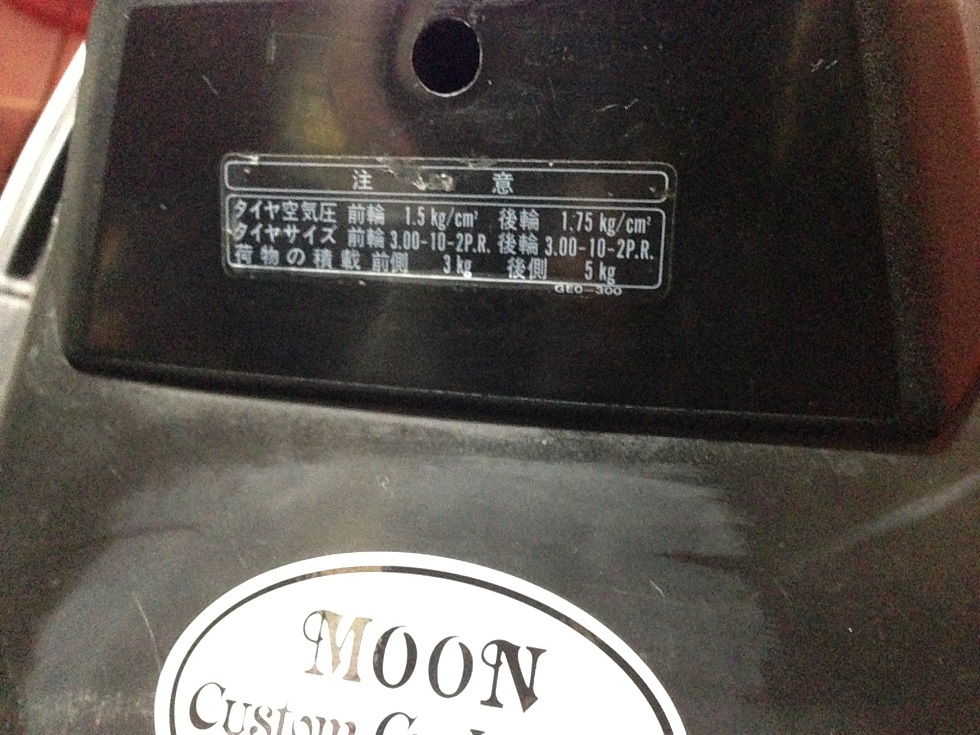 注意
タイヤ空気圧 前輪 1.5 kg/cm² 後輪 1.75 kg/cm²
タイヤサイズ 前輪 3.00-10-2P.R. 後輪 3.00-10-2P.R.
荷物の積載 前側 3 kg 後側 5 kg
GEO-300
MOON
Custom